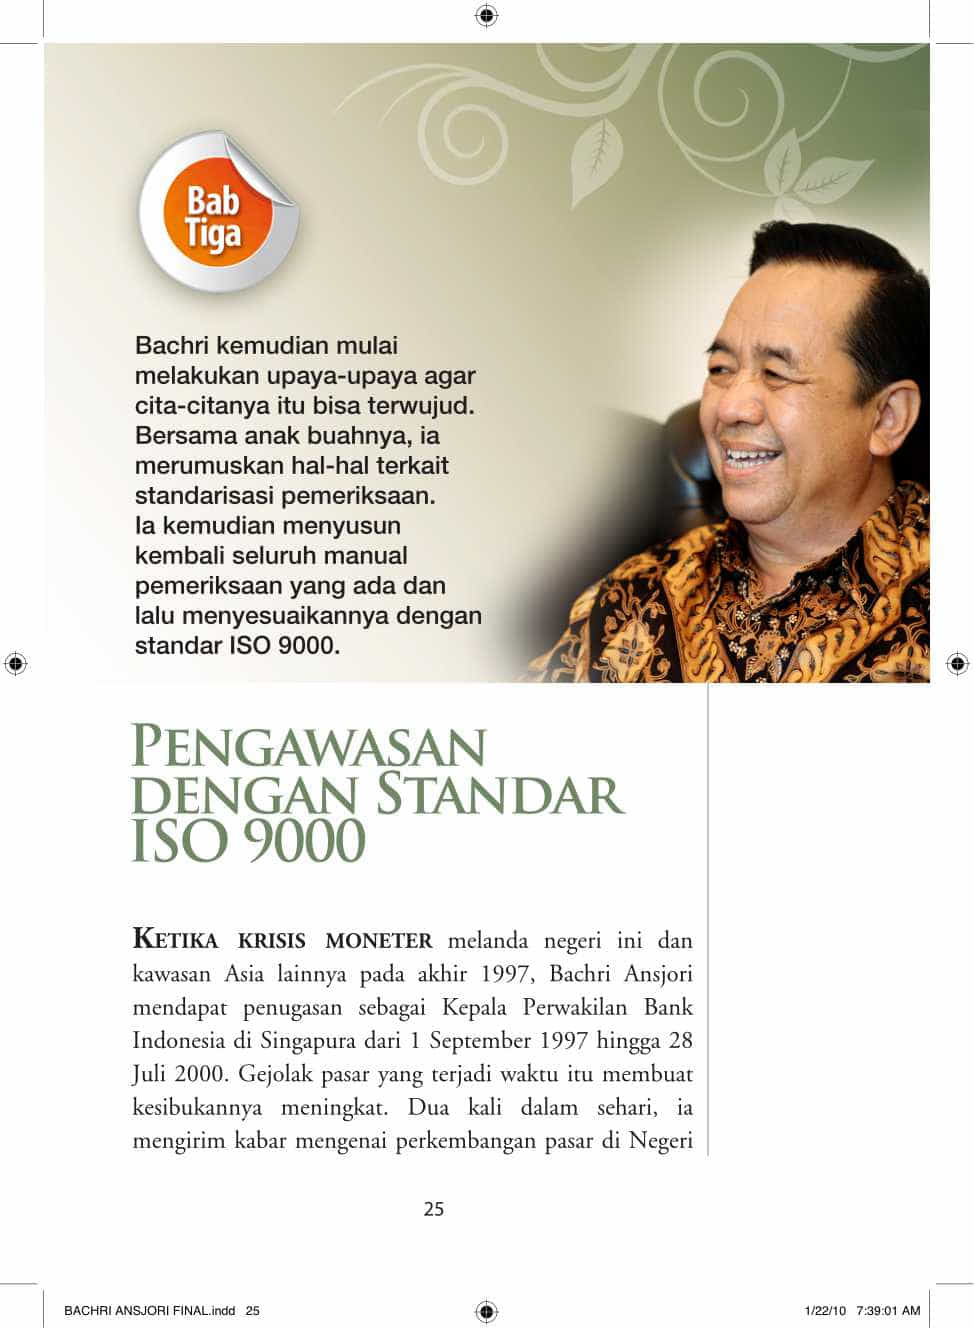 Bab
Tiga
Bachri kemudian mulai
melakukan upaya-upaya agar
cita-citanya itu bisa terwujud.
Bersama anak buahnya, ia
merumuskan hal-hal terkait
standarisasi pemeriksaan.
Ia kemudian menyusun
kembali seluruh manual
pemeriksaan yang ada dan
lalu menyesuaikannya dengan
standar ISO 9000.
PENGAWASAN
DENGAN STANDAR
ISO 9000
KETIKA KRISIS MONETER melanda negeri ini dan
kawasan Asia lainnya pada akhir 1997, Bachri Ansjori
mendapat penugasan sebagai Kepala Perwakilan Bank
Indonesia di Singapura dari 1 September 1997 hingga 28
Juli 2000. Gejolak pasar yang terjadi waktu itu membuat
kesibukannya meningkat. Dua kali dalam sehari, ia
mengirim kabar mengenai perkembangan pasar di Negeri
25
BACHRI ANSJORI FINAL.indd 25
1/22/10 7:39:01 AM